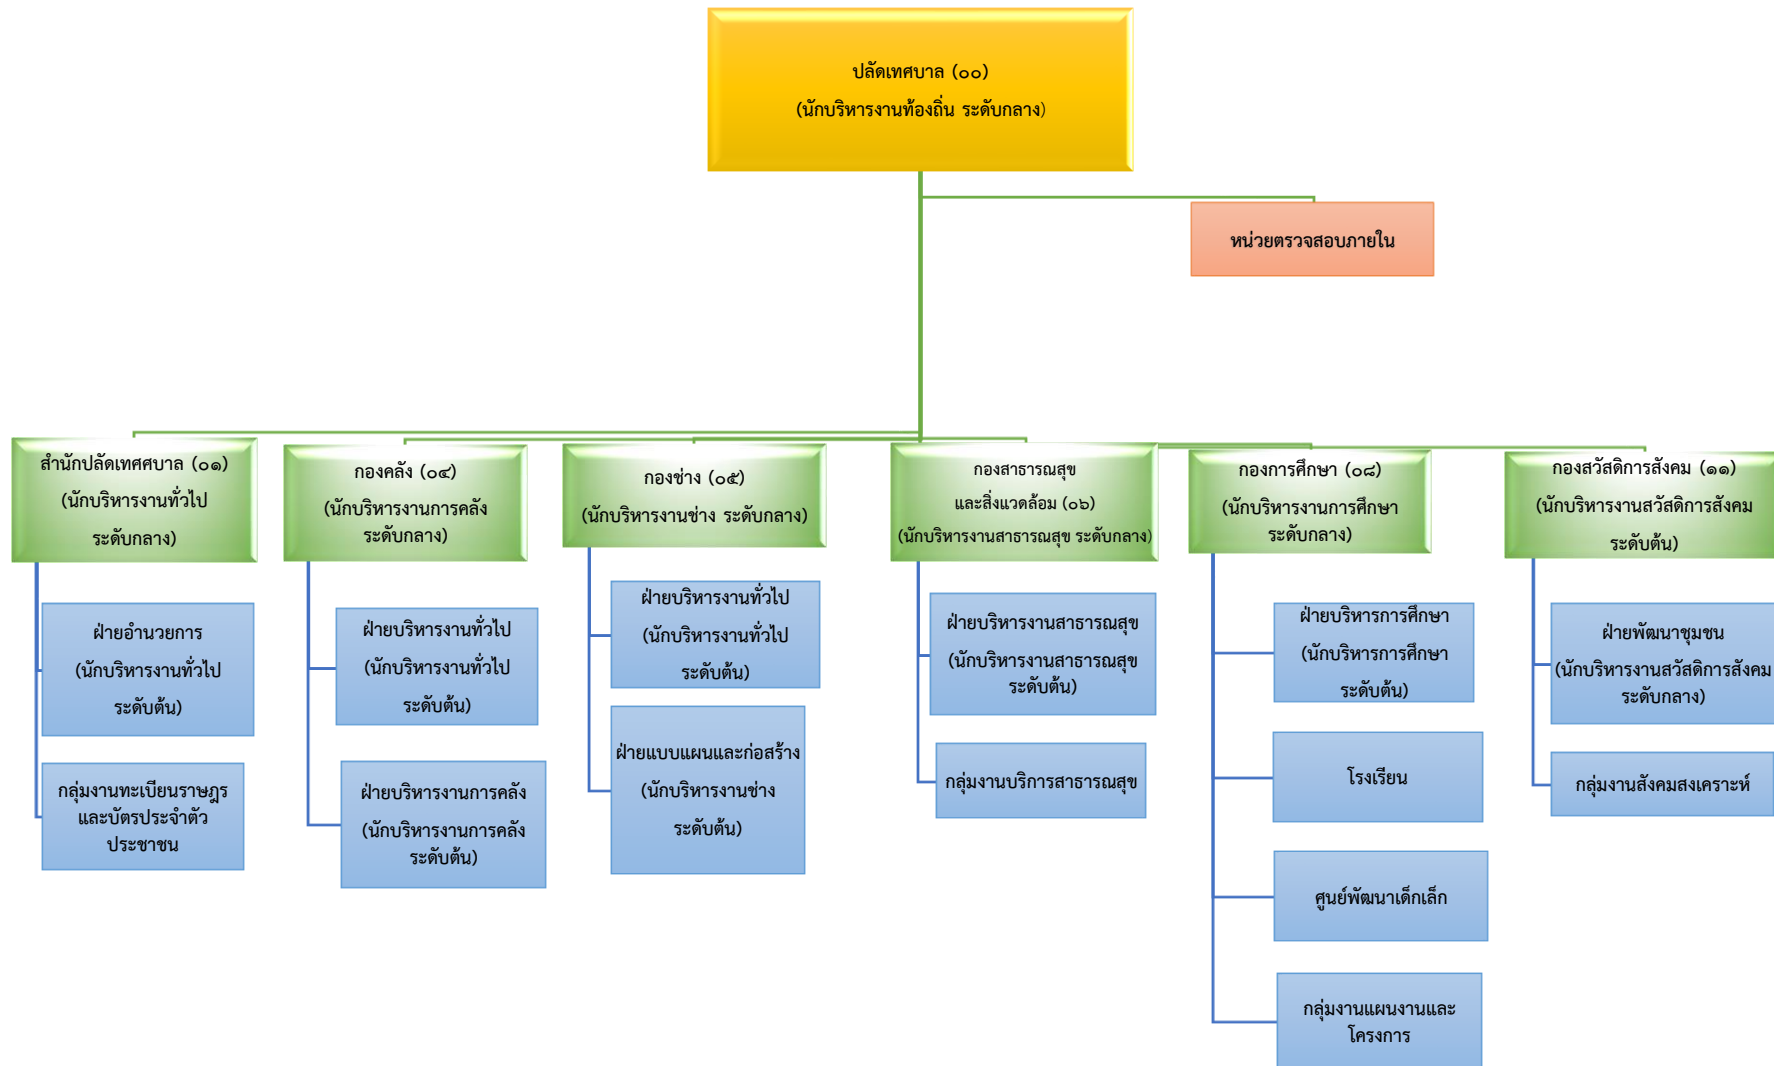 ปลัดเทศบาล (๐๐)
(นักบริหารงานท้องถิ่น ระดับกลาง)
หน่วยตรวจสอบภายใน
สำนักปลัดเทศศบาล (๐๑)
(นักบริหารงานทั่วไป
ระดับกลาง)
ฝ่ายอำนวยการ
(นักบริหารงานทั่วไป
ระดับต้น)
กลุ่มงานทะเบียนราษฎร
และบัตรประจำตัว
ประชาชน
กองคลัง (๐๔)
(นักบริหารงานการคลัง
ระดับกลาง)
ฝ่ายบริหารงานทั่วไป
(นักบริหารงานทั่วไป
ระดับต้น)
ฝ่ายบริหารงานการคลัง
(นักบริหารงานการคลัง
ระดับต้น)
กองช่าง (๐๕)
(นักบริหารงานช่าง ระดับกลาง)
ฝ่ายบริหารงานทั่วไป
(นักบริหารงานทั่วไป
ระดับต้น)
ฝ่ายแบบแผนและก่อสร้าง
(นักบริหารงานช่าง
ระดับต้น)
กองสาธารณสุข
และสิ่งแวดล้อม (๐๖)
(นักบริหารงานสาธารณสุข ระดับกลาง)
ฝ่ายบริหารงานสาธารณสุข
(นักบริหารงานสาธารณสุข
ระดับต้น)
กลุ่มงานบริการสาธารณสุข
กองการศึกษา (๐๘)
(นักบริหารงานการศึกษา
ระดับกลาง)
ฝ่ายบริหารการศึกษา
(นักบริหารการศึกษา
ระดับต้น)
โรงเรียน
ศูนย์พัฒนาเด็กเล็ก
กลุ่มงานแผนงานและ
โครงการ
กองสวัสดิการสังคม (๑๑)
(นักบริหารงานสวัสดิการสังคม
ระดับต้น)
ฝ่ายพัฒนาชุมชน
(นักบริหารงานสวัสดิการสังคม
ระดับกลาง)
กลุ่มงานสังคมสงเคราะห์